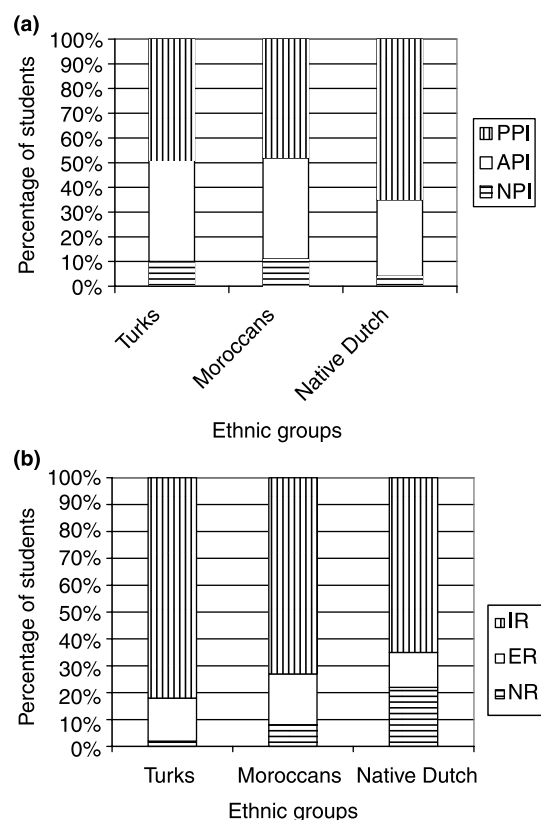 (a)
100%
90%
80%
70%
60%
50%
40%
30%
20%
10%
0%
Percentage of students
Turks
Moroccans
Native Dutch
Ethnic groups
PPI
API
NPI
(b)
100%
90%
80%
70%
60%
50%
40%
30%
20%
10%
0%
Percentage of students
Turks Moroccans Native Dutch
Ethnic groups
IR
ER
NR